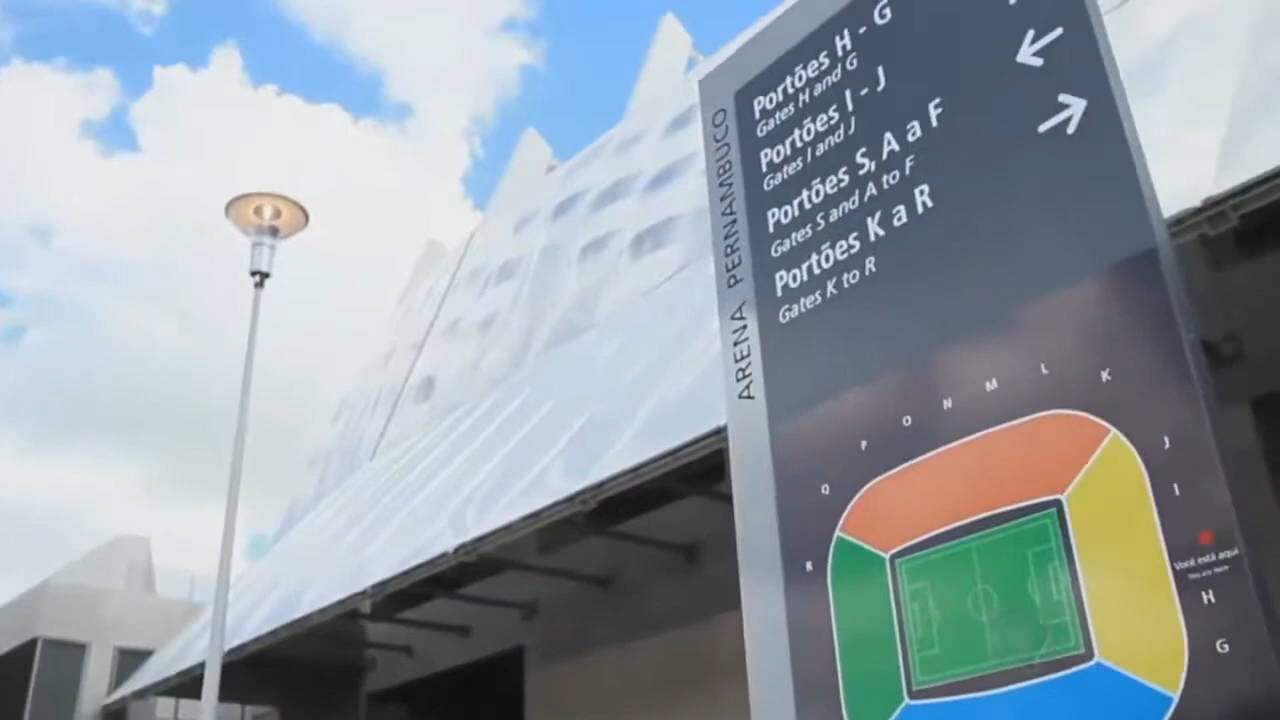 ARENA PERNAMBUCO
Portões H - G
Gates H and G
Portões I - J
Gates I and J
Portões S, A a F
Gates S and A to F
Portões K a R
Gates K to R
R
Q
P
O
N
M
L
K
J
I
Você está aqui
You are here
H
G